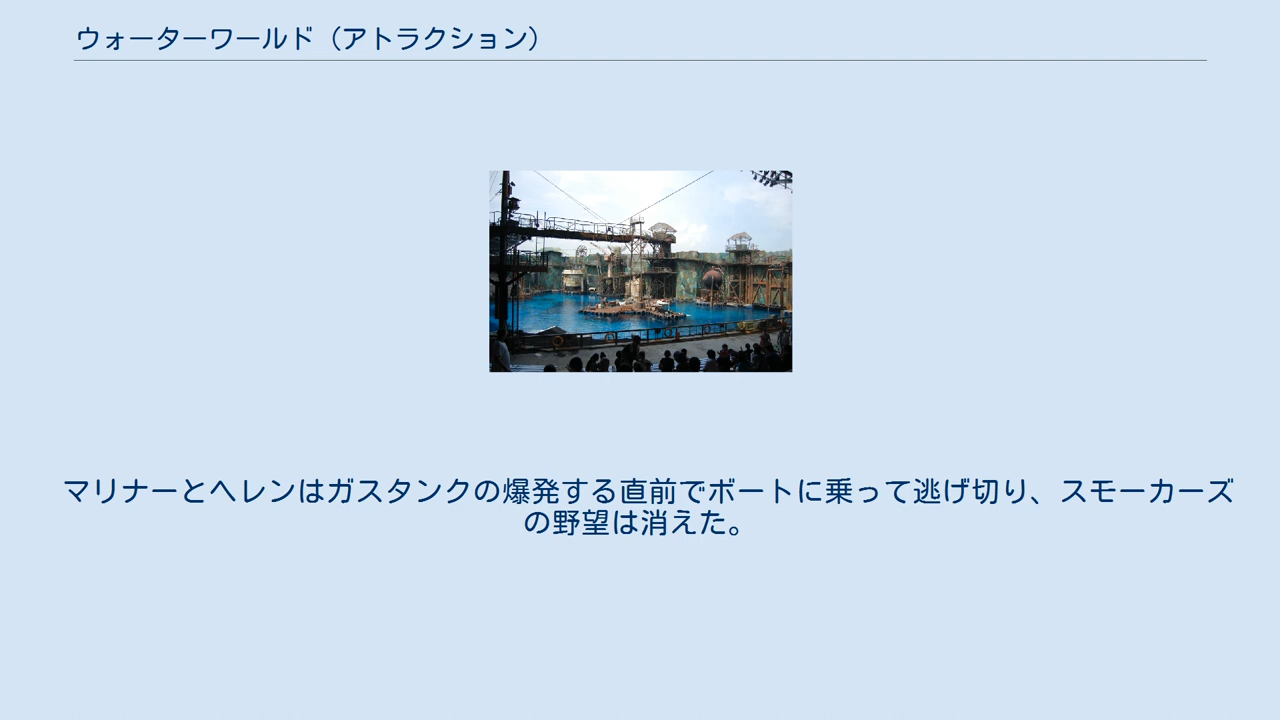 ウォーターワールド（アトラクション）
マリナーとヘレンはガスタンクの爆発する直前でボートに乗って逃げ切り、スモーカーズ
の野望は消えた。